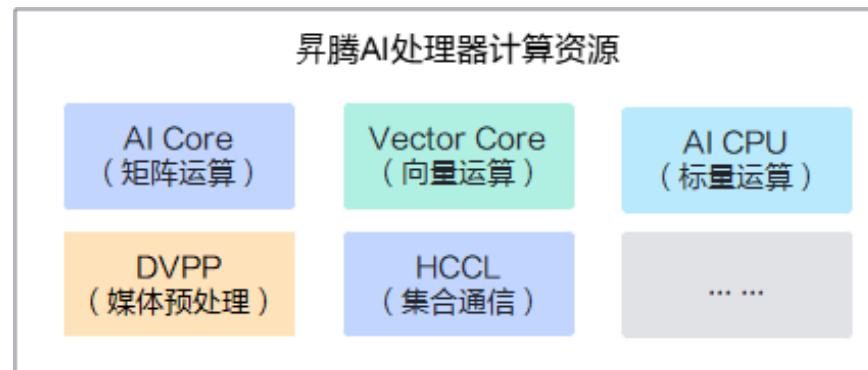 昇腾AI处理器计算资源
AI Core
（矩阵运算）
Vector Core
（向量运算）
AI CPU
（标量运算）
DVPP
（媒体预处理）
HCCL
（集合通信）
... ...